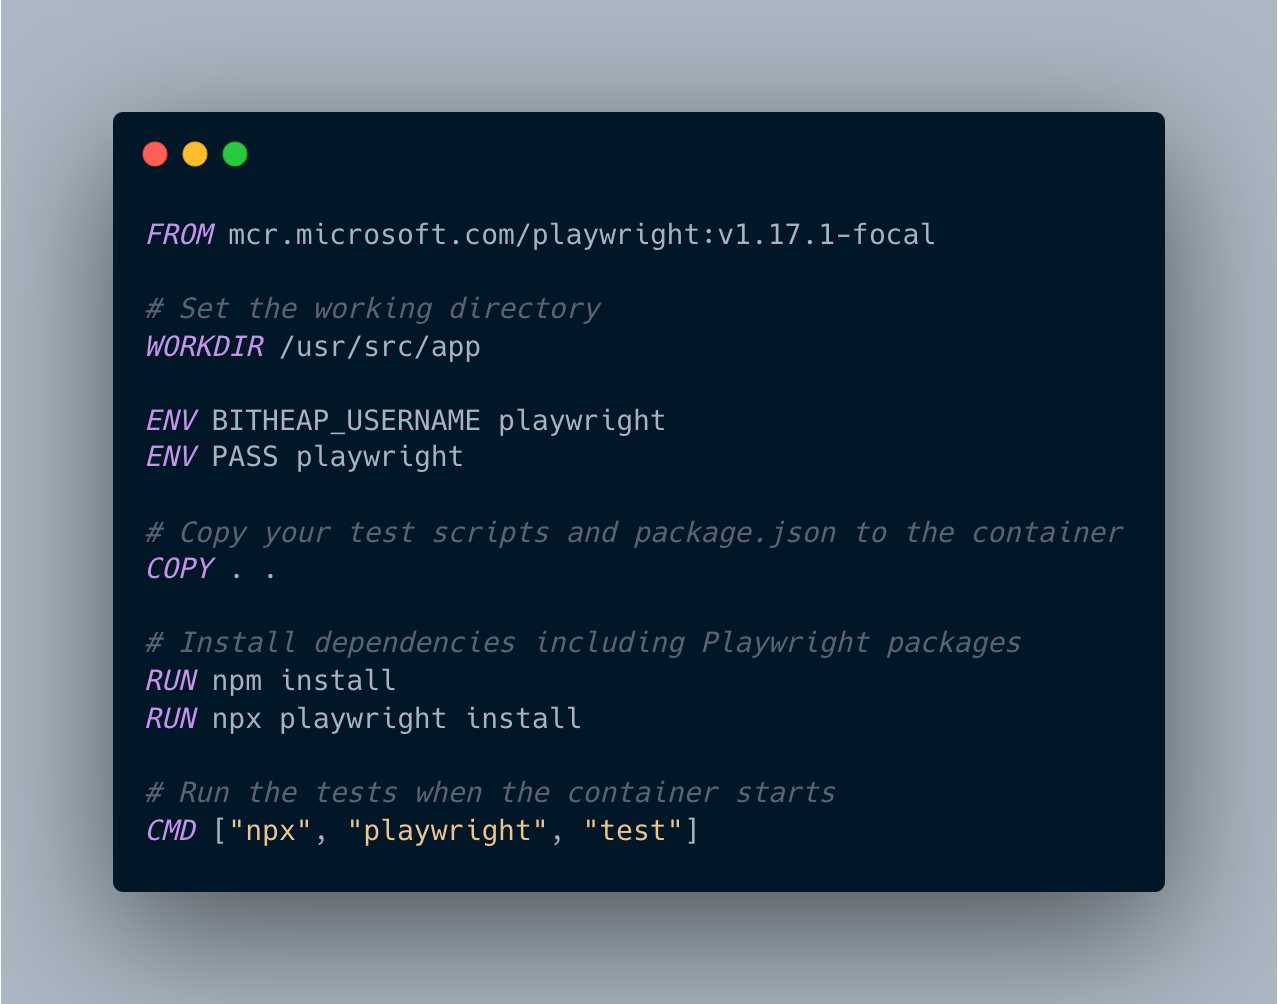 FROM mcr.microsoft.com/playwright:v1.17.1-focal
# Set the working directory
WORKDIR /usr/src/app
ENV BITHEAP_USERNAME playwright
ENV PASS playwright
# Copy your test scripts and package.json to the container
COPY . .
# Install dependencies including Playwright packages
RUN npm install
RUN npx playwright install
# Run the tests when the container starts
CMD ["npx", "playwright", "test"]